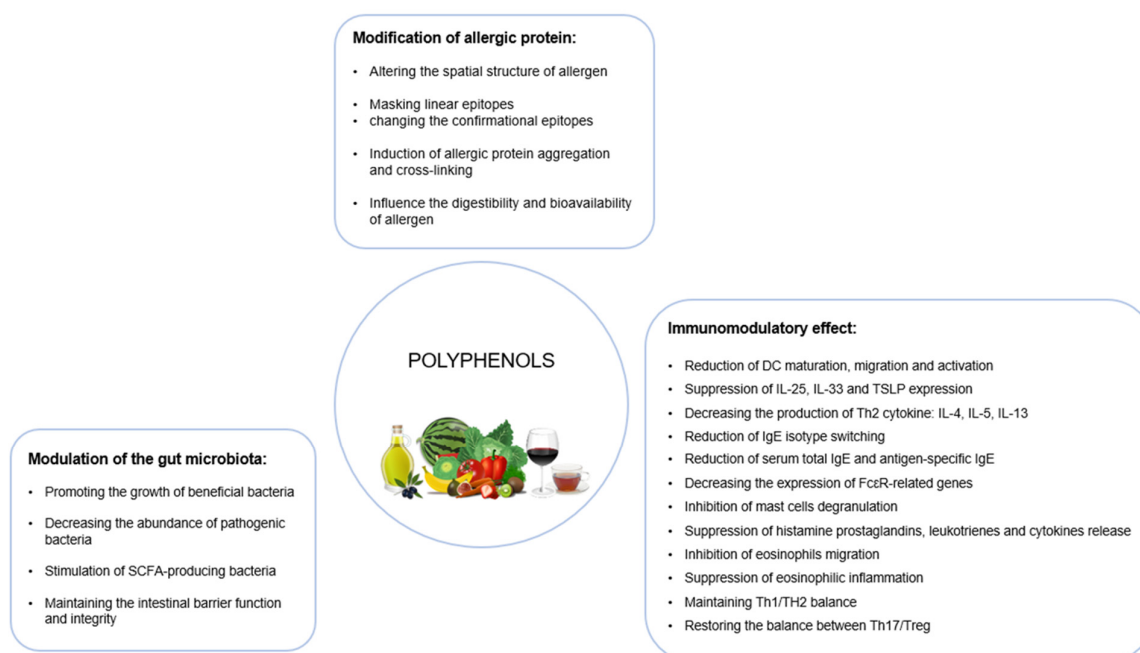 Modification of allergic protein:
• Altering the spatial structure of allergen
• Masking linear epitopes
• changing the confirmational epitopes
• Induction of allergic protein aggregation
and cross-linking
• Influence the digestibility and bioavailability
of allergen
POLYPHENOLS
Immunomodulatory effect:
• Reduction of DC maturation, migration and activation
• Suppression of IL-25, IL-33 and TSLP expression
• Decreasing the production of Th2 cytokine: IL-4, IL-5, IL-13
• Reduction of IgE isotype switching
• Reduction of serum total IgE and antigen-specific IgE
• Decreasing the expression of FcεR-related genes
• Inhibition of mast cells degranulation
• Suppression of histamine prostaglandins, leukotrienes and cytokines release
• Inhibition of eosinophils migration
• Suppression of eosinophilic inflammation
• Maintaining Th1/TH2 balance
• Restoring the balance between Th17/Treg
Modulation of the gut microbiota:
• Promoting the growth of beneficial bacteria
• Decreasing the abundance of pathogenic
bacteria
• Stimulation of SCFA-producing bacteria
• Maintaining the intestinal barrier function
and integrity